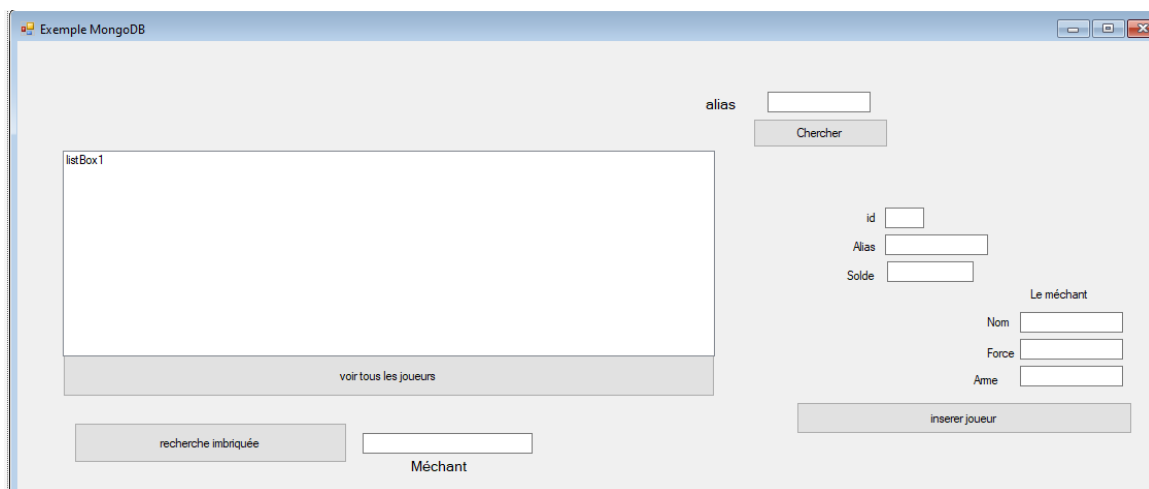 Exemple MongoDB
alias
Chercher
listBox1
id
Alias
Solde
Le méchant
Nom
Force
Arme
voir tous les joueurs
inserer joueur
recherche imbriquée
Méchant